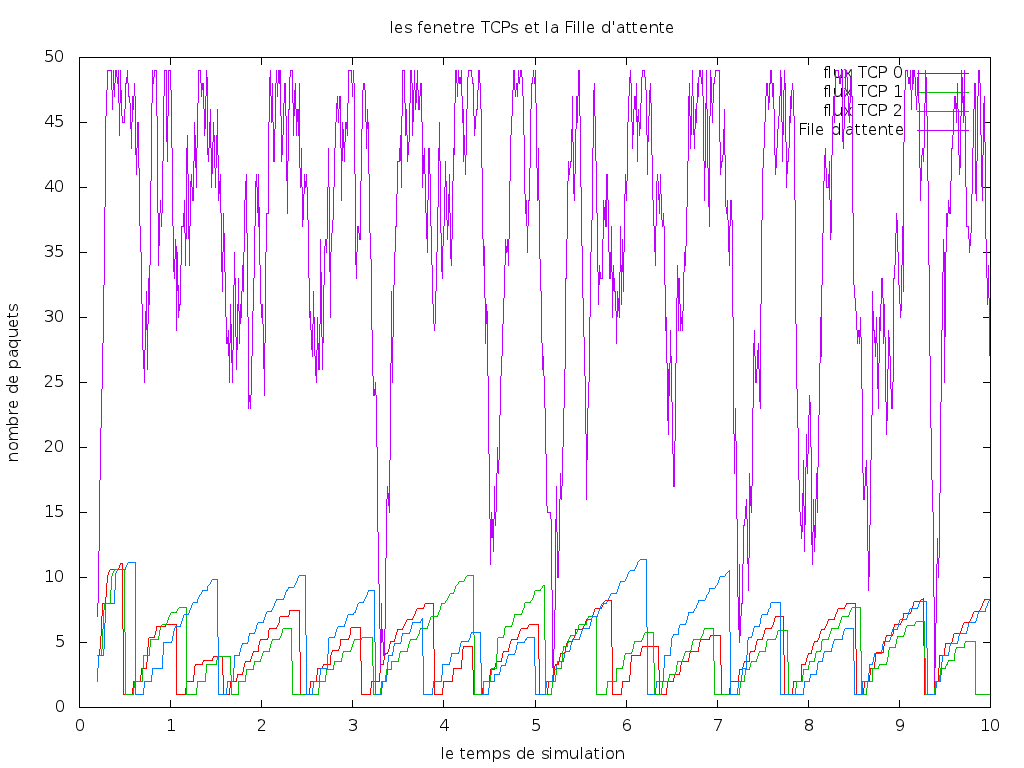 les fenetre TCPs et la Fille d'attente
50
45
40
35
30
25
20
15
10
5
0
nombre de paquets
flux TCP 0
flux TCP 1
flux TCP 2
File d'attente
0 1 2 3 4 5 6 7 8 9 10
le temps de simulation